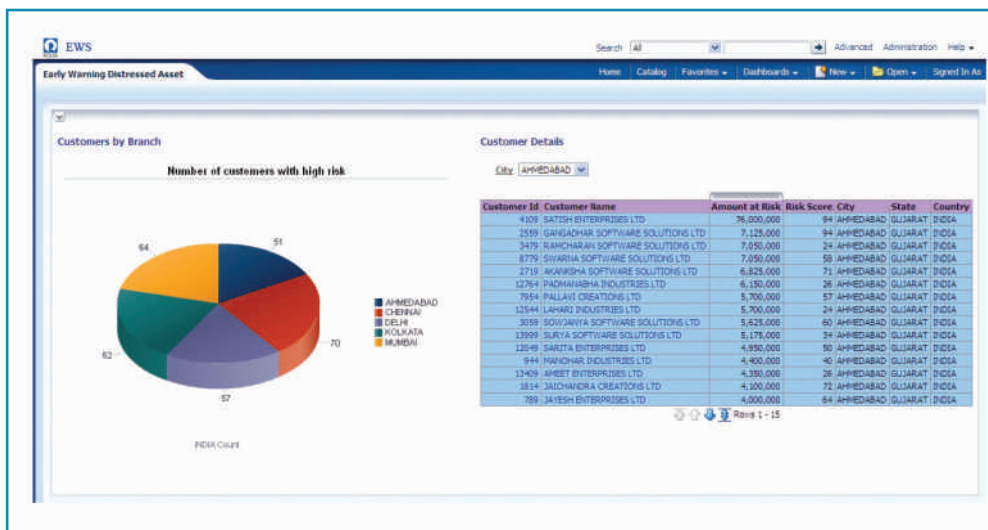 EWS
Search All Advanced Administration Help
Early Warning Distressed Asset
Home Catalog Favorites Dashboards New Open Signed In As
Customers by Branch
Number of customers with high risk
64
51
70
57
62
AHMEDABAD
CHENNAI
DELHI
KOLKATA
MUMBAI
INDIA Count
Customer Details
City AHMEDABAD
Customer Id Customer Name Amount at Risk Risk Score City State Country
4109 SATISH ENTERPRISES LTD 76,000,000 94 AHMEDABAD GUJARAT INDIA
2559 GANGADHAR SOFTWARE SOLUTIONS LTD 7,125,000 94 AHMEDABAD GUJARAT INDIA
3479 RAMCHARAN SOFTWARE SOLUTIONS LTD 7,050,000 24 AHMEDABAD GUJARAT INDIA
8779 SWARNA SOFTWARE SOLUTIONS LTD 7,050,000 58 AHMEDABAD GUJARAT INDIA
2719 AKANKSHA SOFTWARE SOLUTIONS LTD 6,825,000 71 AHMEDABAD GUJARAT INDIA
12764 PADMANABHA INDUSTRIES LTD 6,150,000 26 AHMEDABAD GUJARAT INDIA
7954 PALLAVI CREATIONS LTD 5,700,000 57 AHMEDABAD GUJARAT INDIA
12544 LAHARI INDUSTRIES LTD 5,700,000 24 AHMEDABAD GUJARAT INDIA
3059 SOWJANYA SOFTWARE SOLUTIONS LTD 5,625,000 60 AHMEDABAD GUJARAT INDIA
13999 SURYA SOFTWARE SOLUTIONS LTD 5,175,000 34 AHMEDABAD GUJARAT INDIA
12049 SARITA ENTERPRISES LTD 4,950,000 50 AHMEDABAD GUJARAT INDIA
944 MANOHAR INDUSTRIES LTD 4,400,000 40 AHMEDABAD GUJARAT INDIA
13409 AMEET ENTERPRISES LTD 4,350,000 26 AHMEDABAD GUJARAT INDIA
1814 JAICHANDRA CREATIONS LTD 4,100,000 72 AHMEDABAD GUJARAT INDIA
789 JAYESH ENTERPRISES LTD 4,000,000 64 AHMEDABAD GUJARAT INDIA
Rows 1 - 15